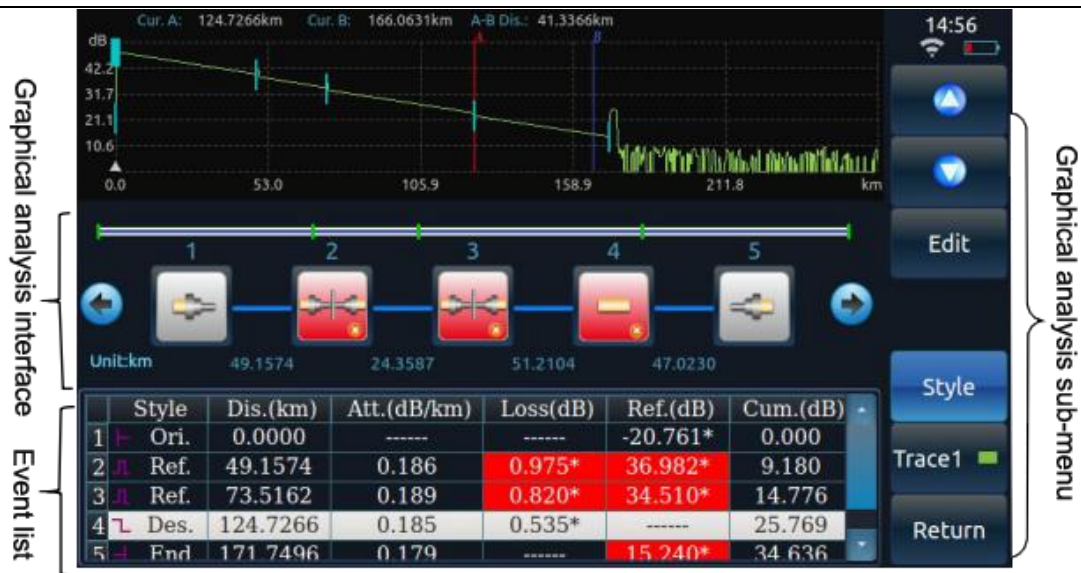 Cur. A: 124.7266km Cur. B: 166.0631km A-B Dis.: 41.3366km
14:56
A B
dB
42.2
31.7
21.1
10.6
0.0 53.0 105.9 158.9 211.8 km
1 2 3 4 5
Unit:km 49.1574 24.3587 51.2104 47.0230
Style Dis.(km) Att.(dB/km) Loss(dB) Ref.(dB) Cum.(dB)
1 Ori. 0.0000 ------ ------ -20.761* 0.000
2 Ref. 49.1574 0.186 0.975* 36.982* 9.180
3 Ref. 73.5162 0.189 0.820* 34.510* 14.776
4 Des. 124.7266 0.185 0.535* ------ 25.769
5 End 171.7496 0.179 ------ 15.240* 34.636
Edit
Style
Trace1
Return
Graphical analysis interface
Event list
Graphical analysis sub-menu